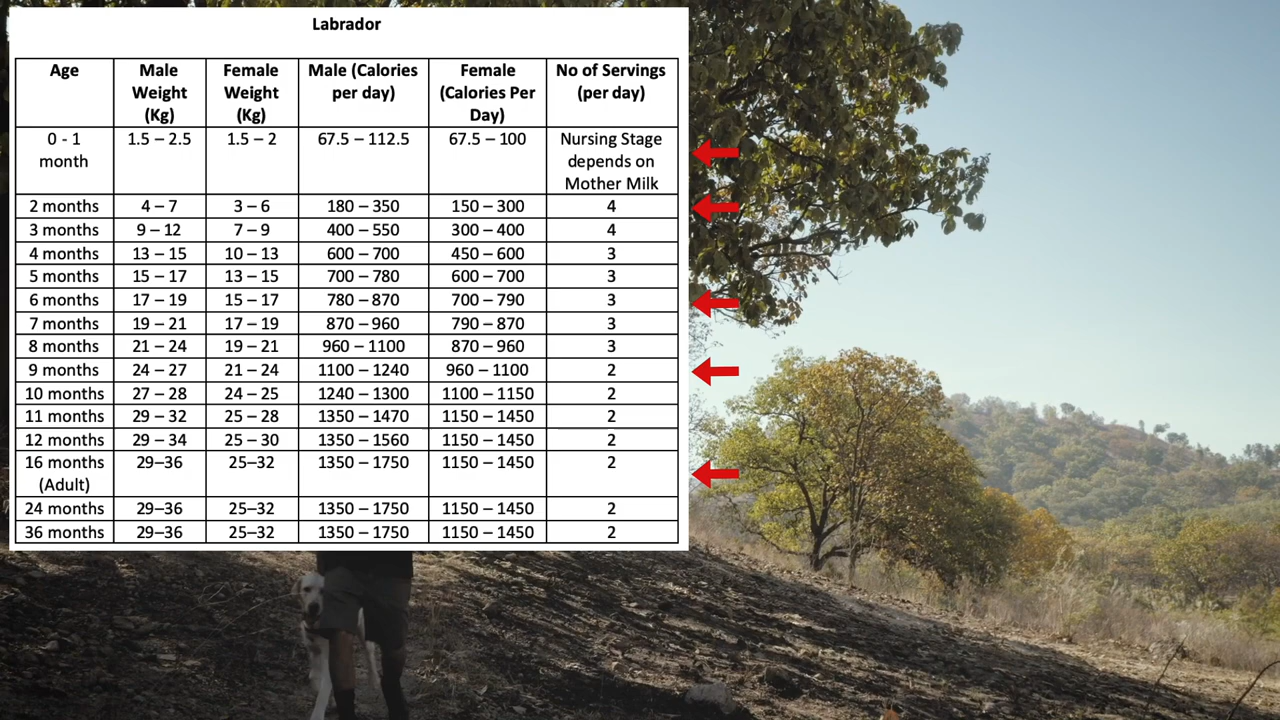 Labrador
Age Male Weight (Kg) Female Weight (Kg) Male (Calories per day) Female (Calories Per Day) No of Servings (per day)
0 - 1 month 1.5 – 2.5 1.5 – 2 67.5 – 112.5 67.5 – 100 Nursing Stage depends on Mother Milk
2 months 4 – 7 3 – 6 180 – 350 150 – 300 4
3 months 9 – 12 7 – 9 400 – 550 300 – 400 4
4 months 13 – 15 10 – 13 600 – 700 450 – 600 3
5 months 15 – 17 13 – 15 700 – 780 600 – 700 3
6 months 17 – 19 15 – 17 780 – 870 700 – 790 3
7 months 19 – 21 17 – 19 870 – 960 790 – 870 3
8 months 21 – 24 19 – 21 960 – 1100 870 – 960 3
9 months 24 – 27 21 – 24 1100 – 1240 960 – 1100 2
10 months 27 – 28 24 – 25 1240 – 1300 1100 – 1150 2
11 months 29 – 32 25 – 28 1350 – 1470 1150 – 1450 2
12 months 29 – 34 25 – 30 1350 – 1560 1150 – 1450 2
16 months (Adult) 29–36 25–32 1350 – 1750 1150 – 1450 2
24 months 29–36 25–32 1350 – 1750 1150 – 1450 2
36 months 29–36 25–32 1350 – 1750 1150 – 1450 2